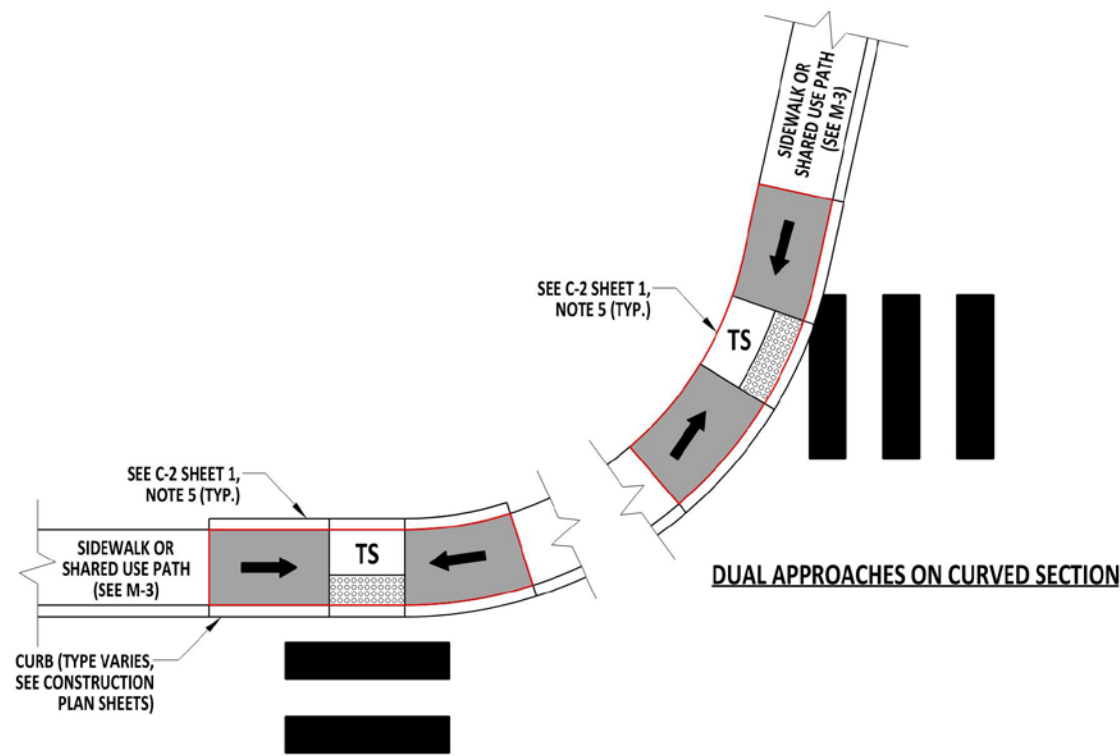 SIDEWALK OR
SHARED USE PATH
(SEE M-3)
SEE C-2 SHEET 1,
NOTE 5 (TYP.)
TS
SEE C-2 SHEET 1,
NOTE 5 (TYP.)
SIDEWALK OR
SHARED USE PATH
(SEE M-3)
TS
DUAL APPROACHES ON CURVED SECTION
CURB (TYPE VARIES,
SEE CONSTRUCTION
PLAN SHEETS)